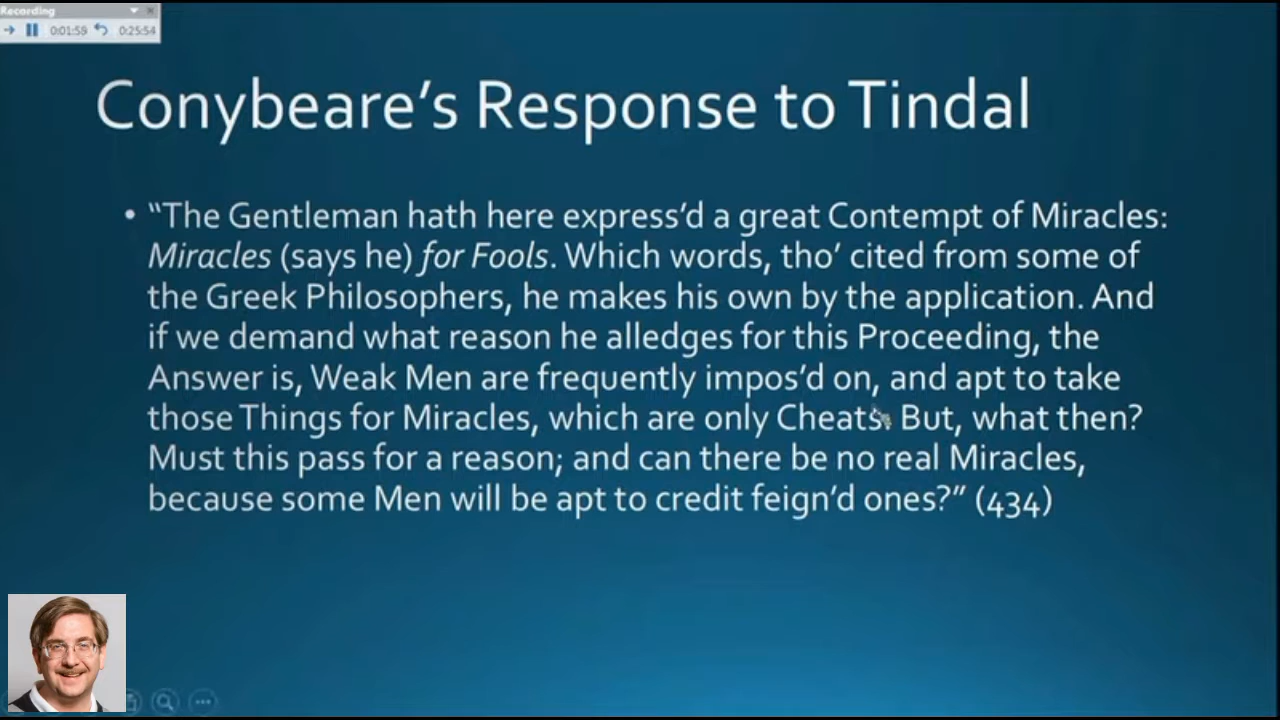 Recording
0:01:59 0:25:54
Conybeare's Response to Tindal
• “The Gentleman hath here express'd a great Contempt of Miracles:
Miracles (says he) for Fools. Which words, tho' cited from some of
the Greek Philosophers, he makes his own by the application. And
if we demand what reason he alledges for this Proceeding, the
Answer is, Weak Men are frequently impos'd on, and apt to take
those Things for Miracles, which are only Cheats. But, what then?
Must this pass for a reason; and can there be no real Miracles,
because some Men will be apt to credit feign'd ones?” (434)